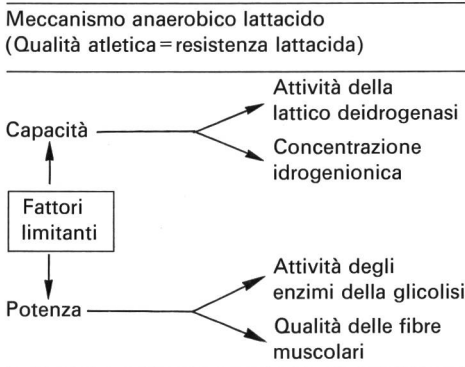 Meccanismo anaerobico lattacido
(Qualità atletica = resistenza lattacida)
Capacità
Attività della
lattico deidrogenasi
Concentrazione
idrogenionica
Fattori
limitanti
Potenza
Attività degli
enzimi della glicolisi
Qualità delle fibre
muscolari